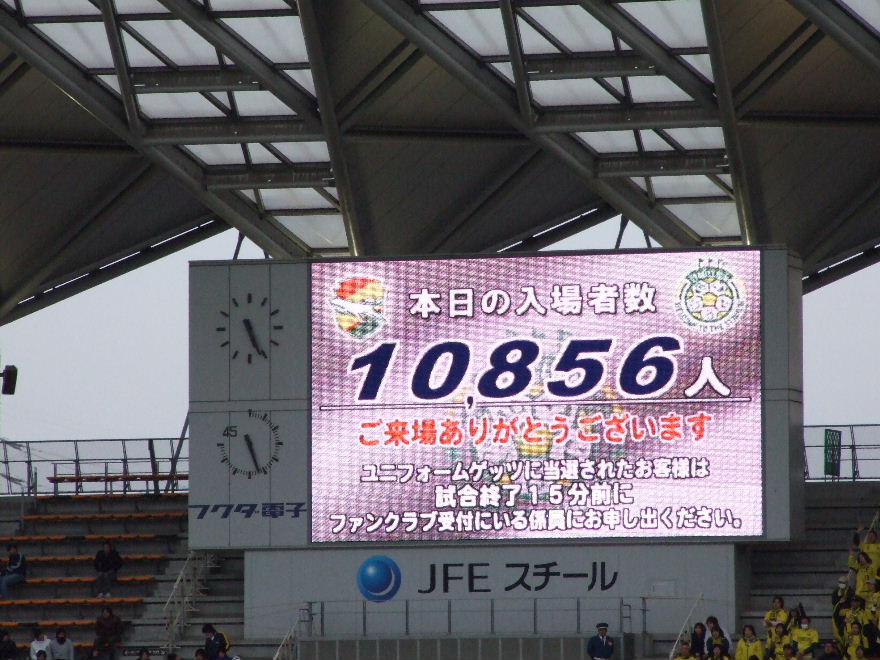 本日の入場者数
10,856人
ご来場ありがとうございます
ユニフォームゲッツに当選されたお客様は
試合終了15分前に
ファンクラブ受付にいる係員にお申し出ください。
45
フクダ電子
JFE スチール